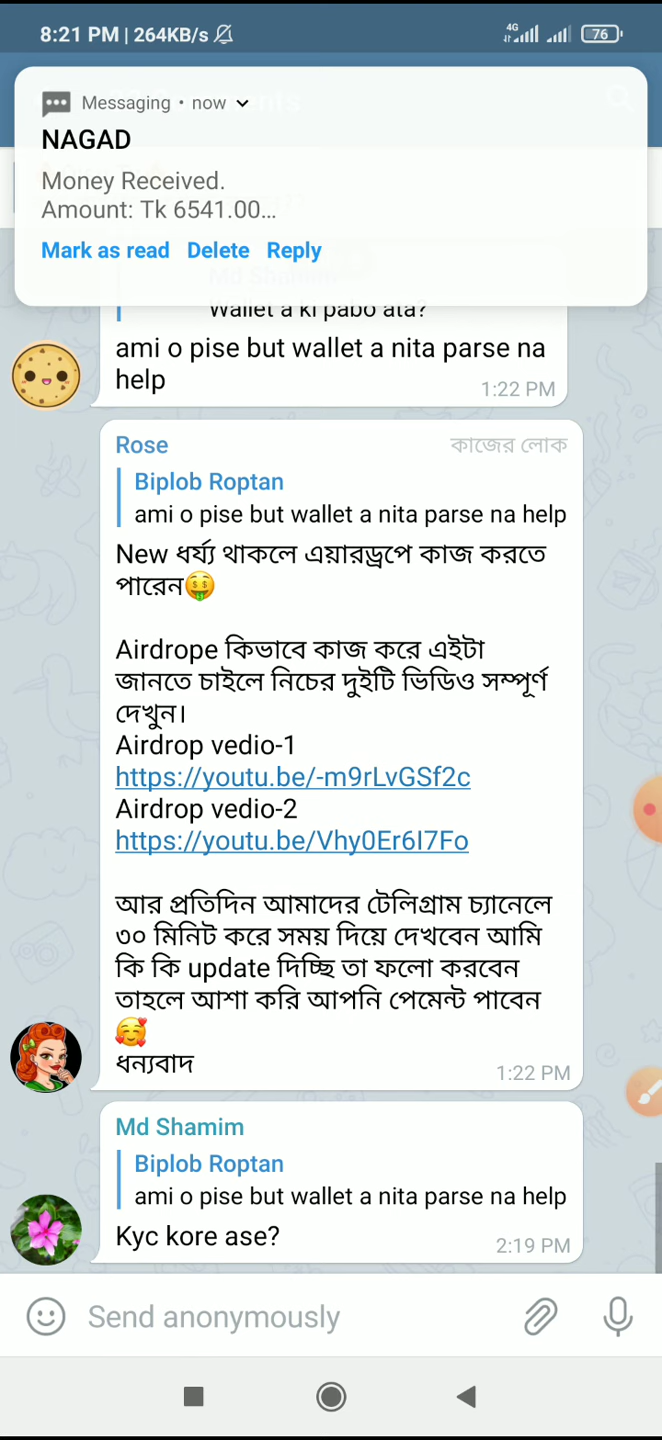 8:21 PM | 264KB/s
4G
76
Messaging • now
NAGAD
Money Received.
Amount: Tk 6541.00...
Mark as read Delete Reply
Wallet a ki pabo ata?
ami o pise but wallet a nita parse na
help
1:22 PM
Rose কাজের লোক
Biplob Roptan
ami o pise but wallet a nita parse na help
New ধর্য্য থাকলে এয়ারড্রপে কাজ করতে
পারেন🤑
Airdrope কিভাবে কাজ করে এইটা
জানতে চাইলে নিচের দুইটি ভিডিও সম্পূর্ণ
দেখুন।
Airdrop vedio-1
https://youtu.be/-m9rLvGSf2c
Airdrop vedio-2
https://youtu.be/Vhy0Er6I7Fo
আর প্রতিদিন আমাদের টেলিগ্রাম চ্যানেলে
৩০ মিনিট করে সময় দিয়ে দেখবেন আমি
কি কি update দিচ্ছি তা ফলো করবেন
তাহলে আশা করি আপনি পেমেন্ট পাবেন
🥰
ধন্যবাদ
1:22 PM
Md Shamim
Biplob Roptan
ami o pise but wallet a nita parse na help
Kyc kore ase?
2:19 PM
Send anonymously